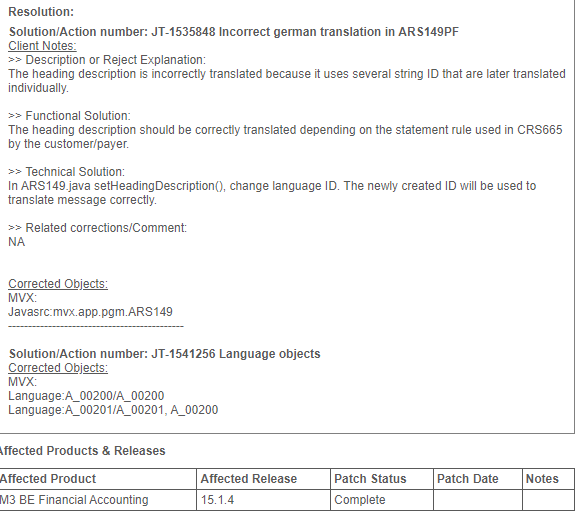 Resolution:
Solution/Action number: JT-1535848 Incorrect german translation in ARS149PF
Client Notes:
>> Description or Reject Explanation:
The heading description is incorrectly translated because it uses several string ID that are later translated
individually.
>> Functional Solution:
The heading description should be correctly translated depending on the statement rule used in CRS665
by the customer/payer.
>> Technical Solution:
In ARS149.java setHeadingDescription(), change language ID. The newly created ID will be used to
translate message correctly.
>> Related corrections/Comment:
NA
Corrected Objects:
MVX:
Javasrc:mvx.app.pgm.ARS149
--------------------------------------------
Solution/Action number: JT-1541256 Language objects
Corrected Objects:
MVX:
Language:A_00200/A_00200
Language:A_00201/A_00201, A_00200
Affected Products & Releases
Affected Product Affected Release Patch Status Patch Date Notes
M3 BE Financial Accounting 15.1.4 Complete